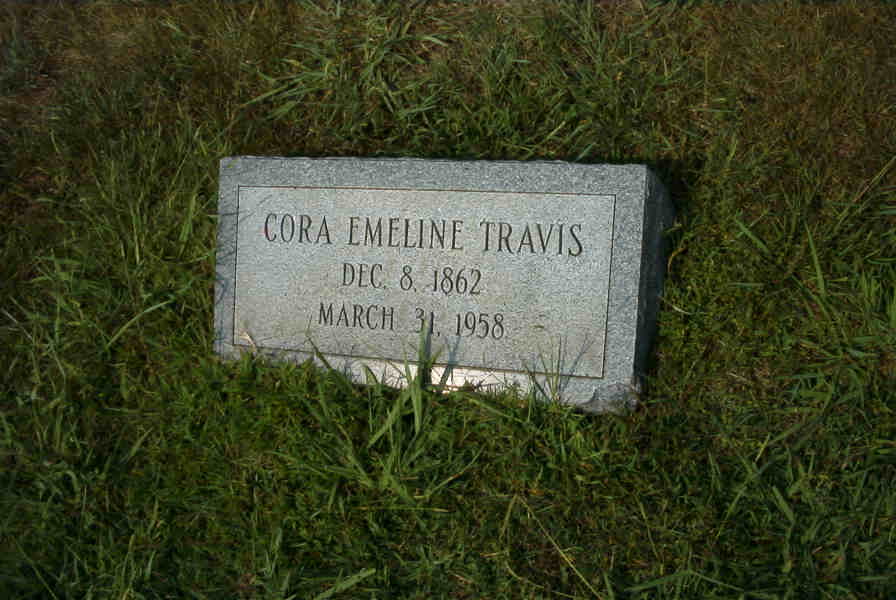 CORA EMELINE TRAVIS
DEC. 8, 1862
MARCH 31, 1958